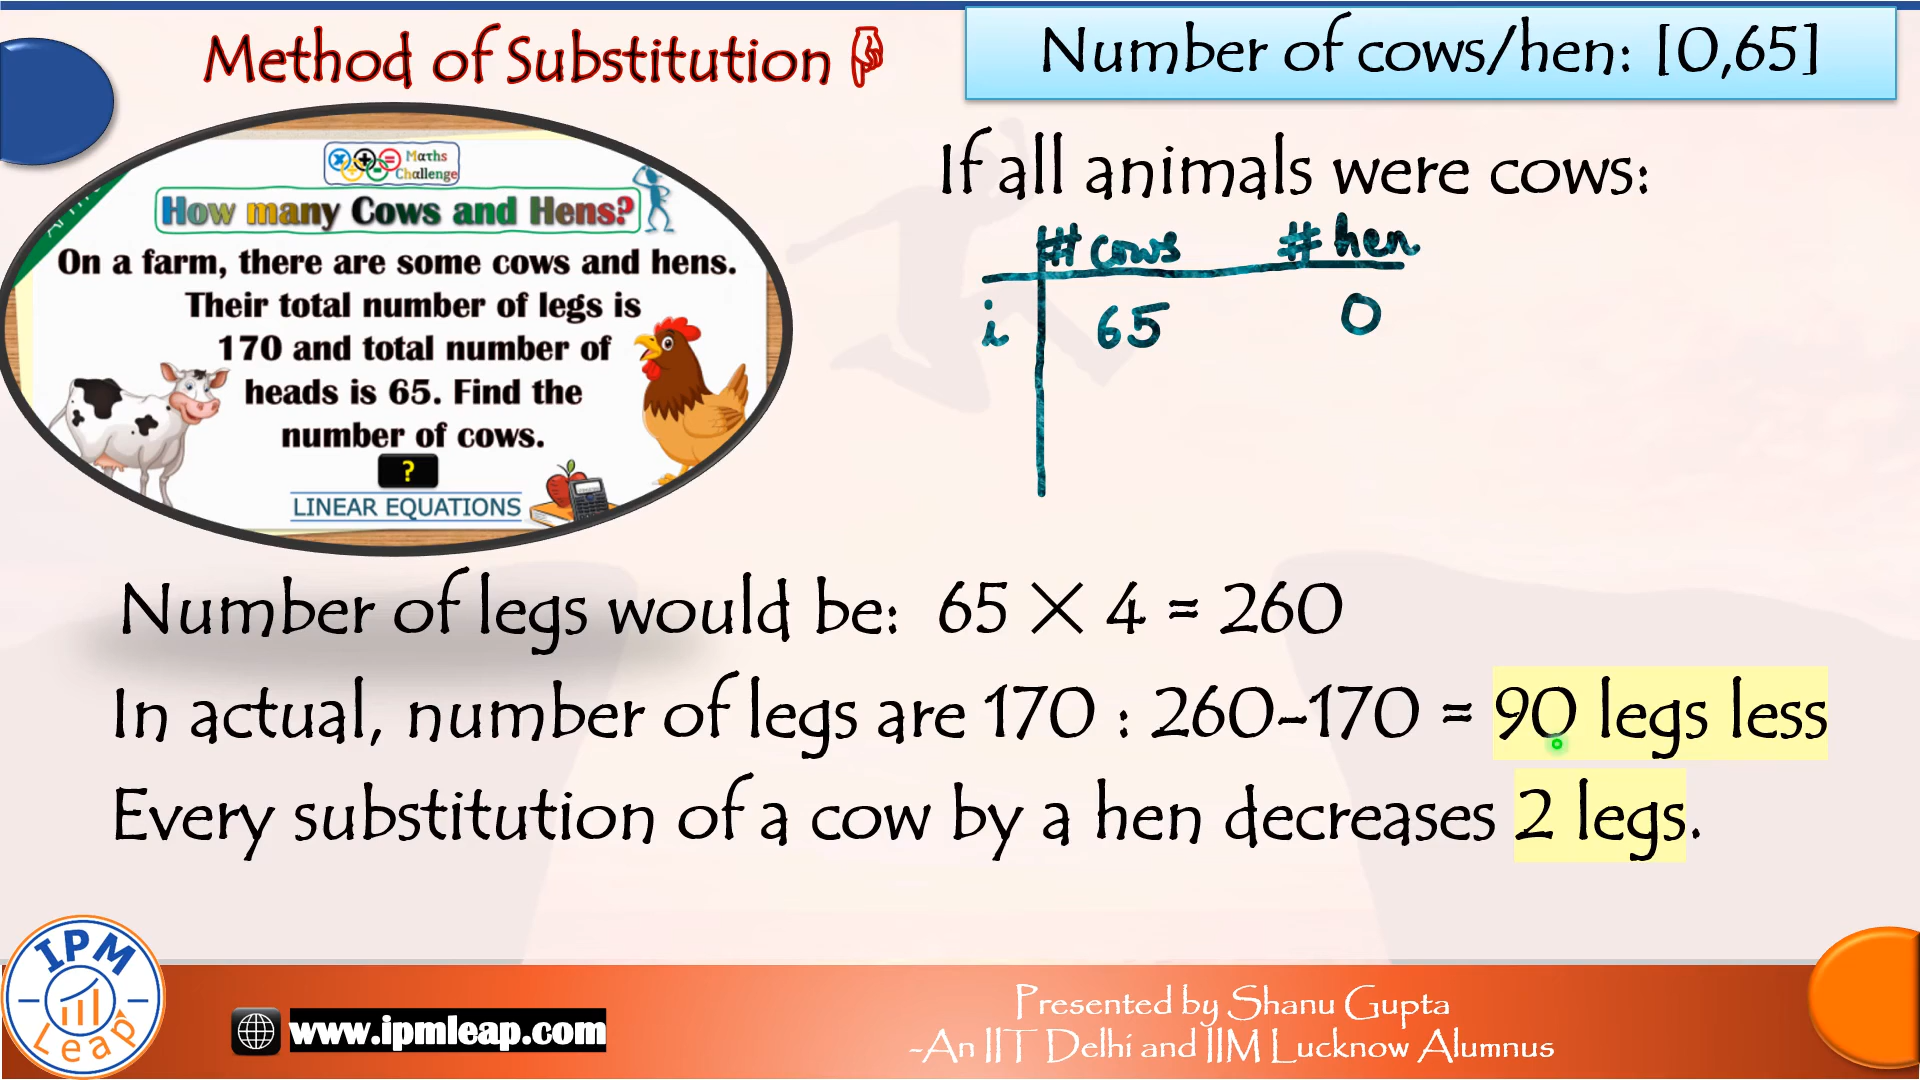 Method of Substitution
Number of cows/hen: [0,65]
Maths
Challenge
How many Cows and Hens?
On a farm, there are some cows and hens.
Their total number of legs is
170 and total number of
heads is 65. Find the
number of cows.
?
LINEAR EQUATIONS
If all animals were cows:
# cows # hen
i 65 0
Number of legs would be: 65 × 4 = 260
In actual, number of legs are 170 : 260-170 = 90 legs less
Every substitution of a cow by a hen decreases 2 legs.
IPM
Leap
www.ipmleap.com
Presented by Shanu Gupta
-An IIT Delhi and IIM Lucknow Alumnus